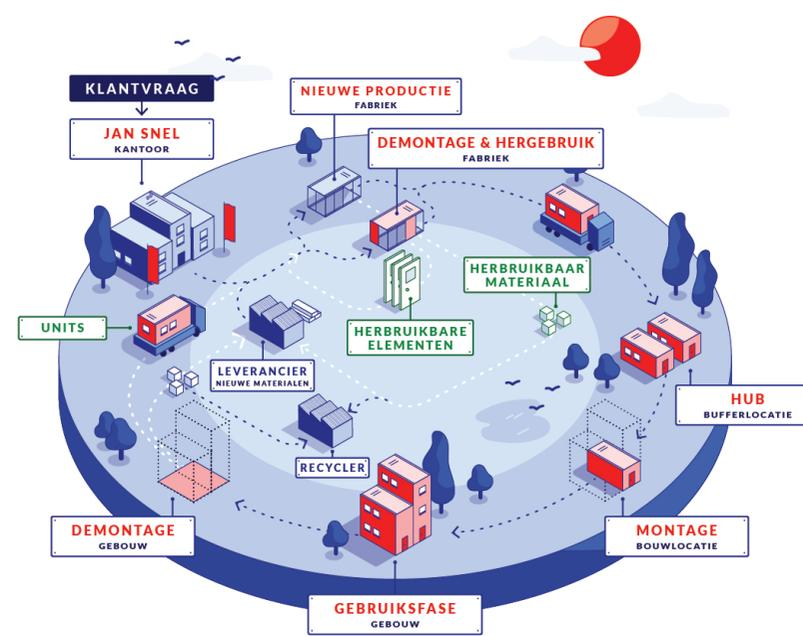 KLANTVRAAG
JAN SNEL
KANTOOR
NIEUWE PRODUCTIE
FABRIEK
DEMONTAGE & HERGEBRUIK
FABRIEK
HERBRUIKBAAR
MATERIAAL
UNITS
HERBRUIKBARE
ELEMENTEN
LEVERANCIER
NIEUWE MATERIALEN
HUB
BUFFERLOCATIE
RECYCLER
DEMONTAGE
GEBOUW
MONTAGE
BOUWLOCATIE
GEBRUIKSFASE
GEBOUW